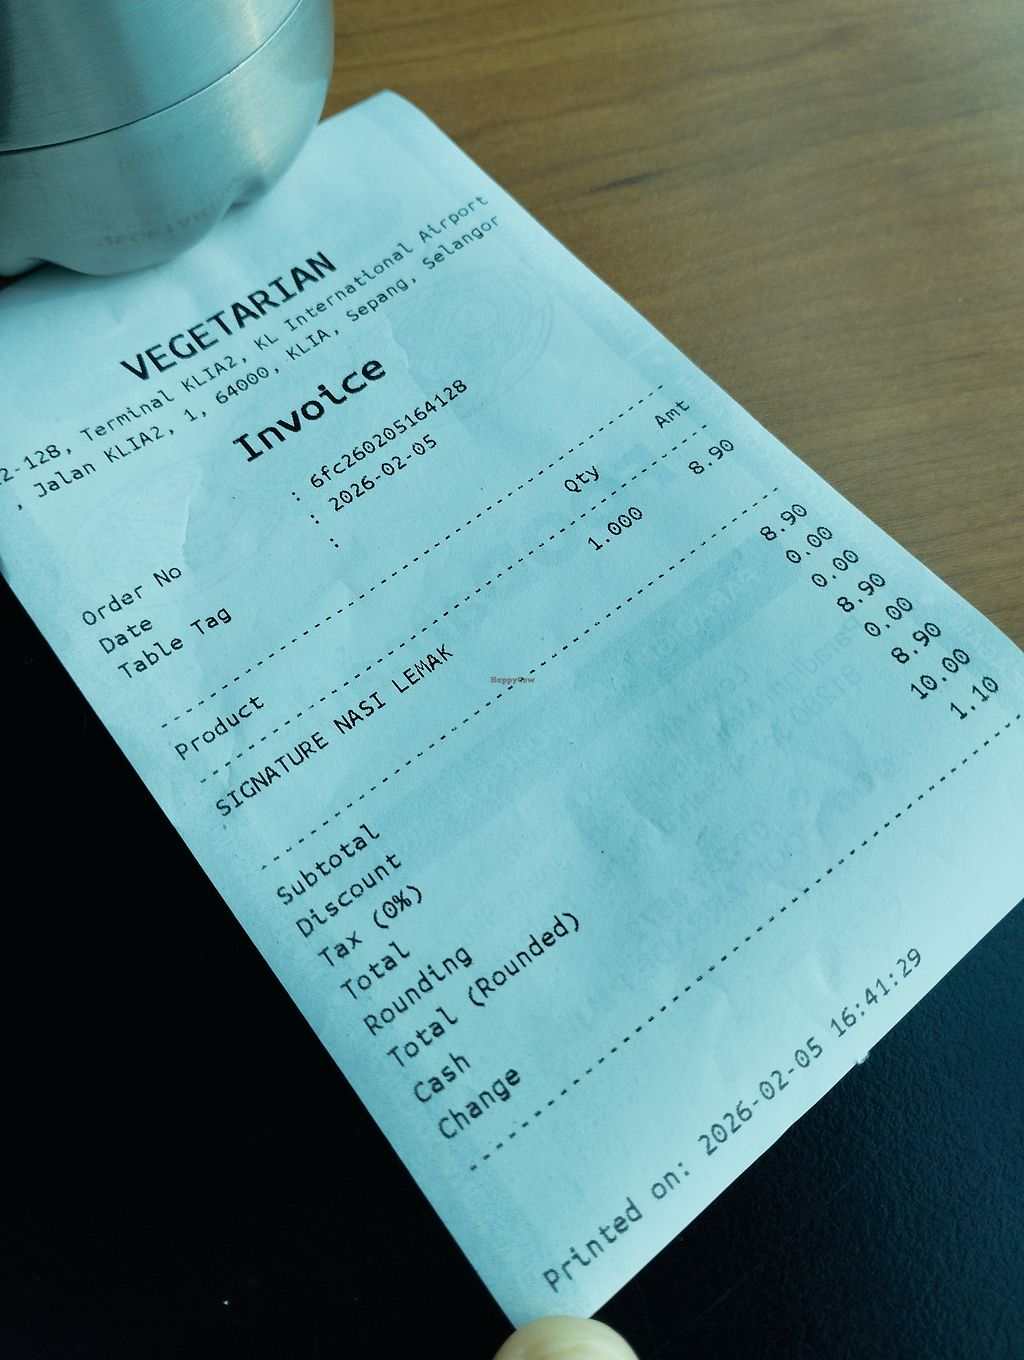 VEGETARIAN
2-128, Terminal KLIA2, KL International Airport
, Jalan KLIA2, 1, 64000, KLIA, Sepang, Selangor
Invoice
Order No : 6fc260205164128
Date : 2026-02-05
Table Tag :
Product Qty Amt
SIGNATURE NASI LEMAK 1.000 8.90
Subtotal 8.90
Discount 0.00
Tax (0%) 0.00
Total 8.90
Rounding 0.00
Total (Rounded) 8.90
Cash 10.00
Change 1.10
Printed on: 2026-02-05 16:41:29
HappyCow